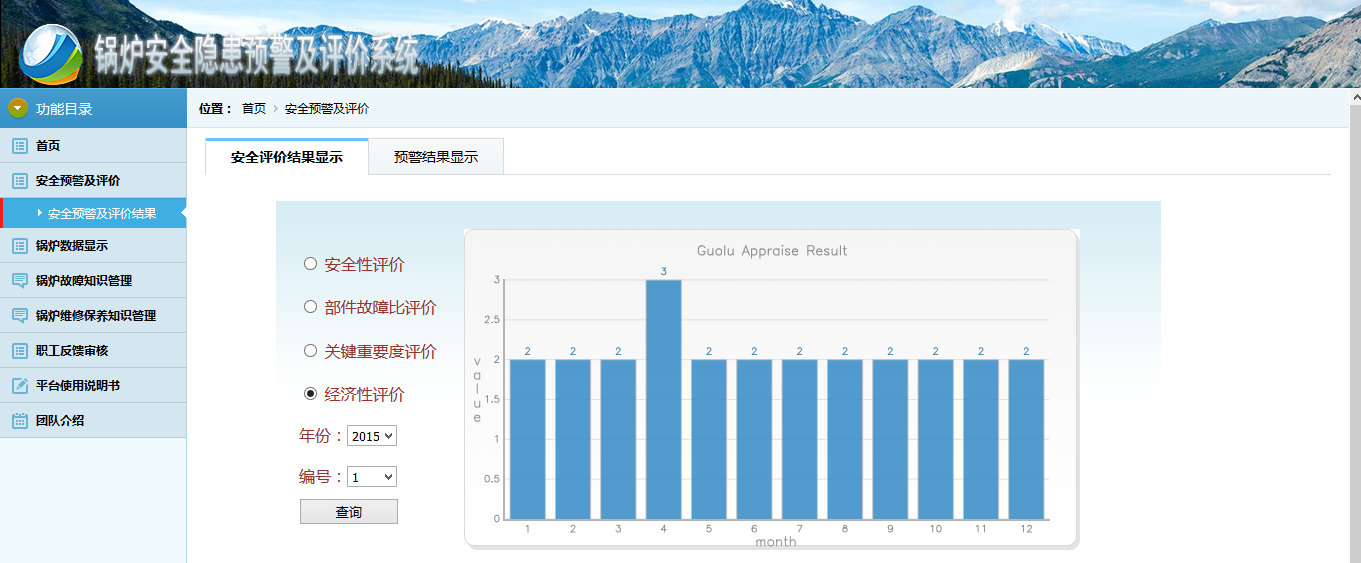 锅炉安全隐患预警及评价系统
功能目录
位置： 首页 > 安全预警及评价
首页
安全预警及评价
安全预警及评价结果
锅炉数据显示
锅炉故障知识管理
锅炉维修保养知识管理
职工反馈审核
平台使用说明书
团队介绍
安全评价结果显示 预警结果显示
安全性评价
部件故障比评价
关键重要度评价
经济性评价
年份： 2015
编号： 1
查询
Guolu Appraise Result
3
2 2 2 2 2 2 2 2 2 2 2
3
2.5
2
1.5
1
0.5
0
value
1 2 3 4 5 6 7 8 9 10 11 12
month